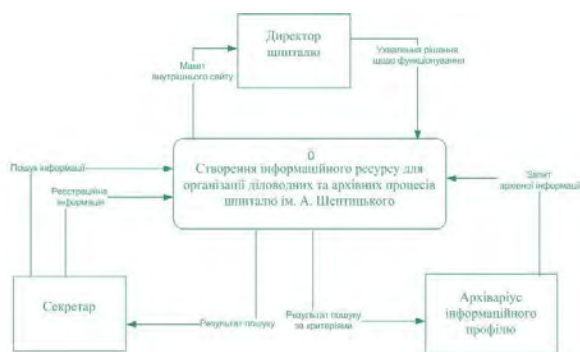 Директор
шпиталю
Макет
внутрішнього сайту
Ухвалення рішення
щодо функціонування
0
Створення інформаційного ресурсу для
організації діловодних та архівних процесів
шпиталю ім. А. Шептицького
Пошук інформації
Реєстраційна
інформація
Запит
архівної інформації
Секретар
Результат пошуку
Результат пошуку
за критеріями
Архіваріус
інформаційного
профілю